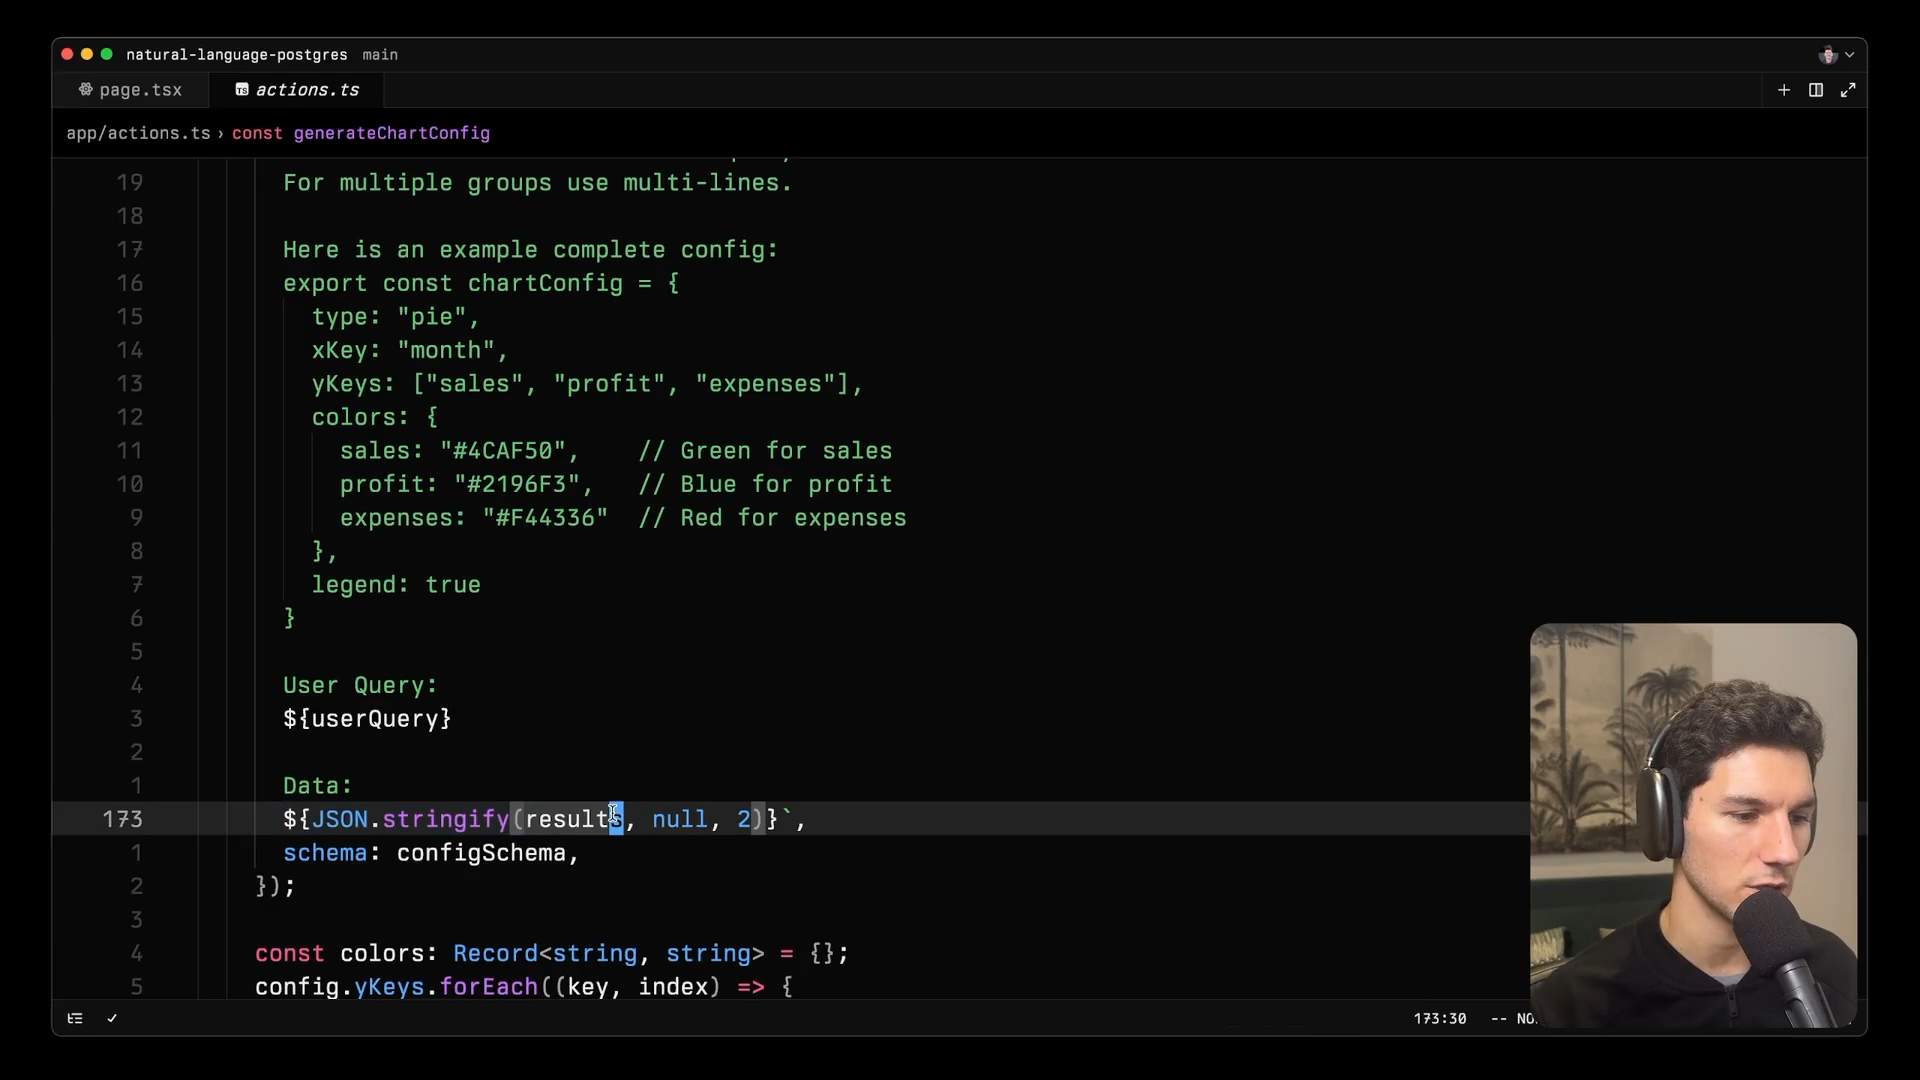 natural-language-postgres main
page.tsx actions.ts
app/actions.ts › const generateChartConfig
19 For multiple groups use multi-lines.
18
17 Here is an example complete config:
16 export const chartConfig = {
15 type: "pie",
14 xKey: "month",
13 yKeys: ["sales", "profit", "expenses"],
12 colors: {
11 sales: "#4CAF50", // Green for sales
10 profit: "#2196F3", // Blue for profit
9 expenses: "#F44336" // Red for expenses
8 },
7 legend: true
6 }
5
4 User Query:
3 ${userQuery}
2
1 Data:
173 ${JSON.stringify(results, null, 2)}`,
1 schema: configSchema,
2 });
3
4 const colors: Record<string, string> = {};
5 config.yKeys.forEach((key, index) => {
173:30 -- NO